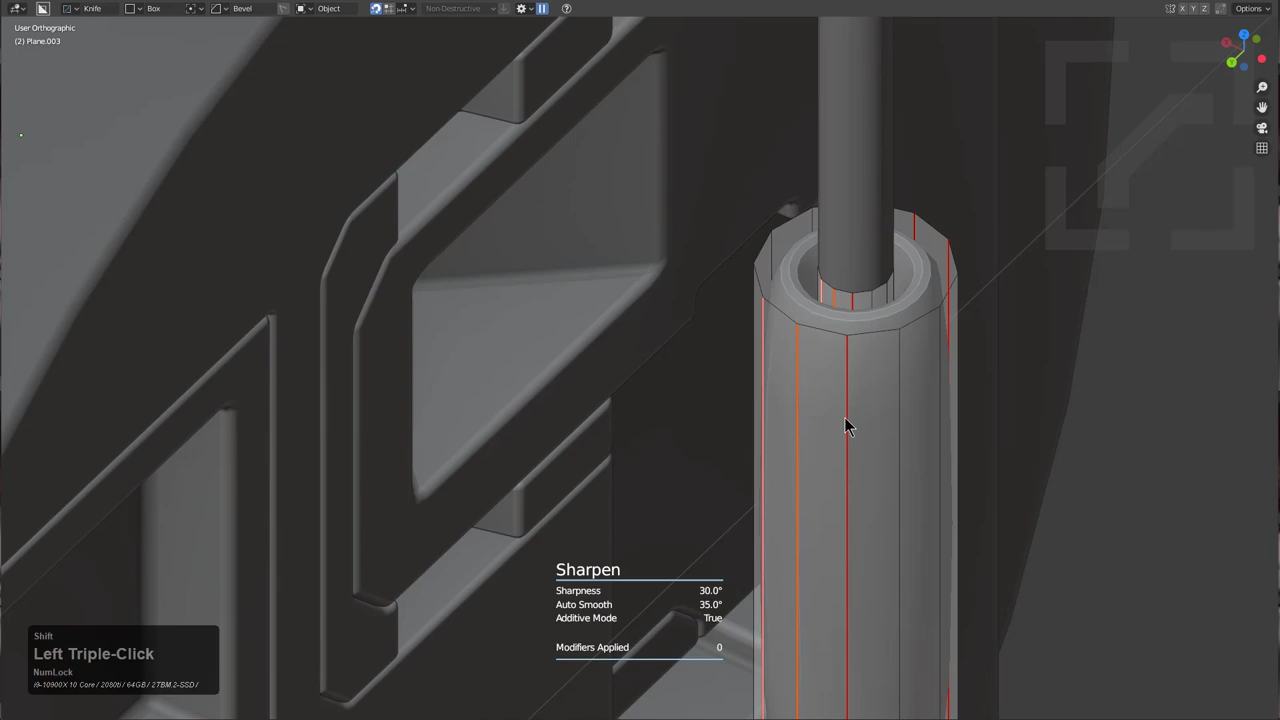 Knife Box Bevel Object Non-Destructive X Y Z Options
User Orthographic
(2) Plane.003
Z
X
Y
Sharpen
Sharpness 30.0°
Auto Smooth 35.0°
Additive Mode True
Modifiers Applied 0
Shift
Left Triple-Click
NumLock
i9-10900X 10 Core / 2080ti / 64GB / 2TBM.2-SSD /